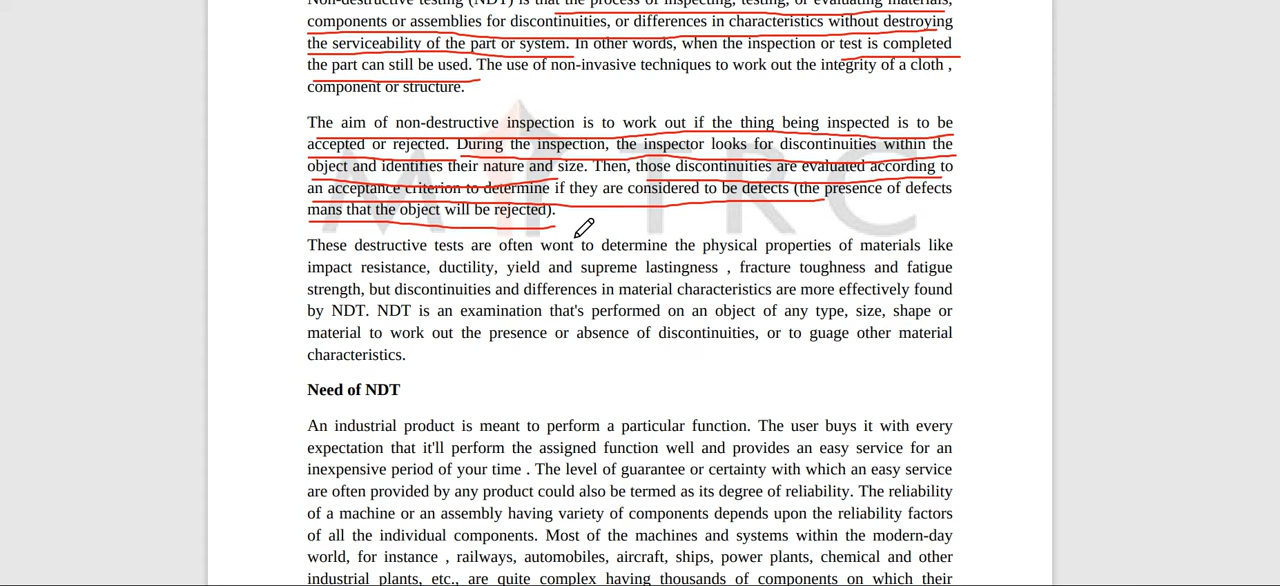 Non-destructive testing (NDT) is that the process of inspecting, testing, or evaluating materials,
components or assemblies for discontinuities, or differences in characteristics without destroying
the serviceability of the part or system. In other words, when the inspection or test is completed
the part can still be used. The use of non-invasive techniques to work out the integrity of a cloth ,
component or structure.
The aim of non-destructive inspection is to work out if the thing being inspected is to be
accepted or rejected. During the inspection, the inspector looks for discontinuities within the
object and identifies their nature and size. Then, those discontinuities are evaluated according to
an acceptance criterion to determine if they are considered to be defects (the presence of defects
mans that the object will be rejected).
These destructive tests are often wont to determine the physical properties of materials like
impact resistance, ductility, yield and supreme lastingness , fracture toughness and fatigue
strength, but discontinuities and differences in material characteristics are more effectively found
by NDT. NDT is an examination that's performed on an object of any type, size, shape or
material to work out the presence or absence of discontinuities, or to guage other material
characteristics.
Need of NDT
An industrial product is meant to perform a particular function. The user buys it with every
expectation that it'll perform the assigned function well and provides an easy service for an
inexpensive period of your time . The level of guarantee or certainty with which an easy service
are often provided by any product could also be termed as its degree of reliability. The reliability
of a machine or an assembly having variety of components depends upon the reliability factors
of all the individual components. Most of the machines and systems within the modern-day
world, for instance , railways, automobiles, aircraft, ships, power plants, chemical and other
industrial plants, etc., are quite complex having thousands of components on which their